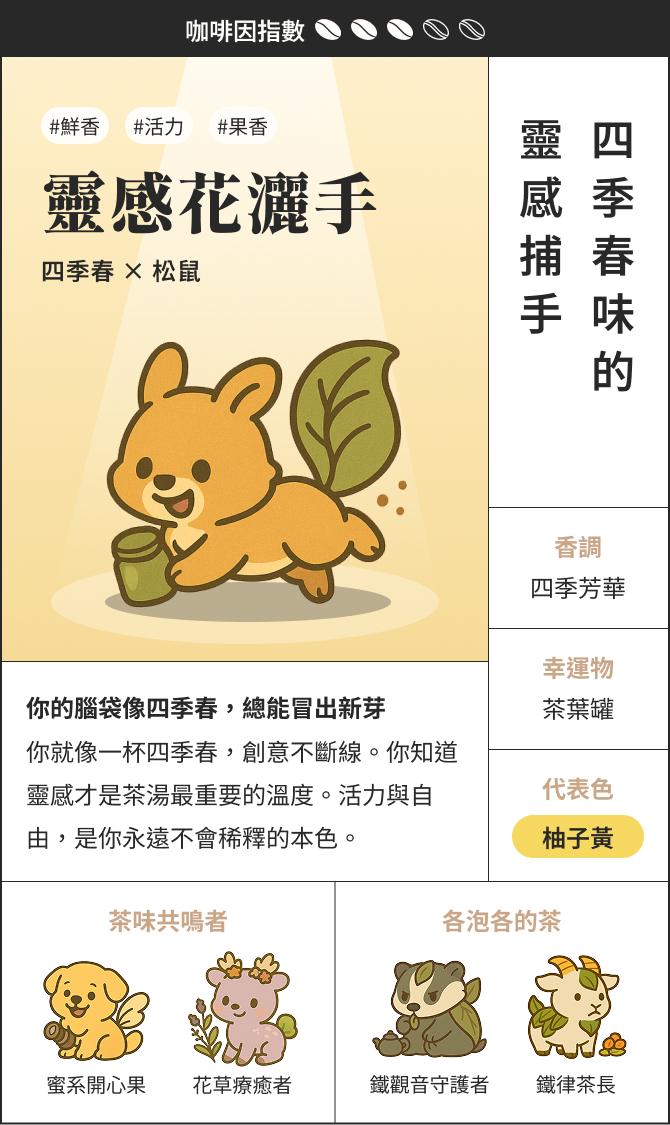 咖啡因指數
#鮮香 #活力 #果香
靈感花灑手
四季春 × 松鼠
四季春味的
靈感捕手
香調
四季芳華
幸運物
茶葉罐
代表色
柚子黃
你的腦袋像四季春，總能冒出新芽
你就像一杯四季春，創意不斷線。你知道
靈感才是茶湯最重要的溫度。活力與自
由，是你永遠不會稀釋的本色。
茶味共鳴者
蜜系開心果
花草療癒者
各泡各的茶
鐵觀音守護者
鐵律茶長